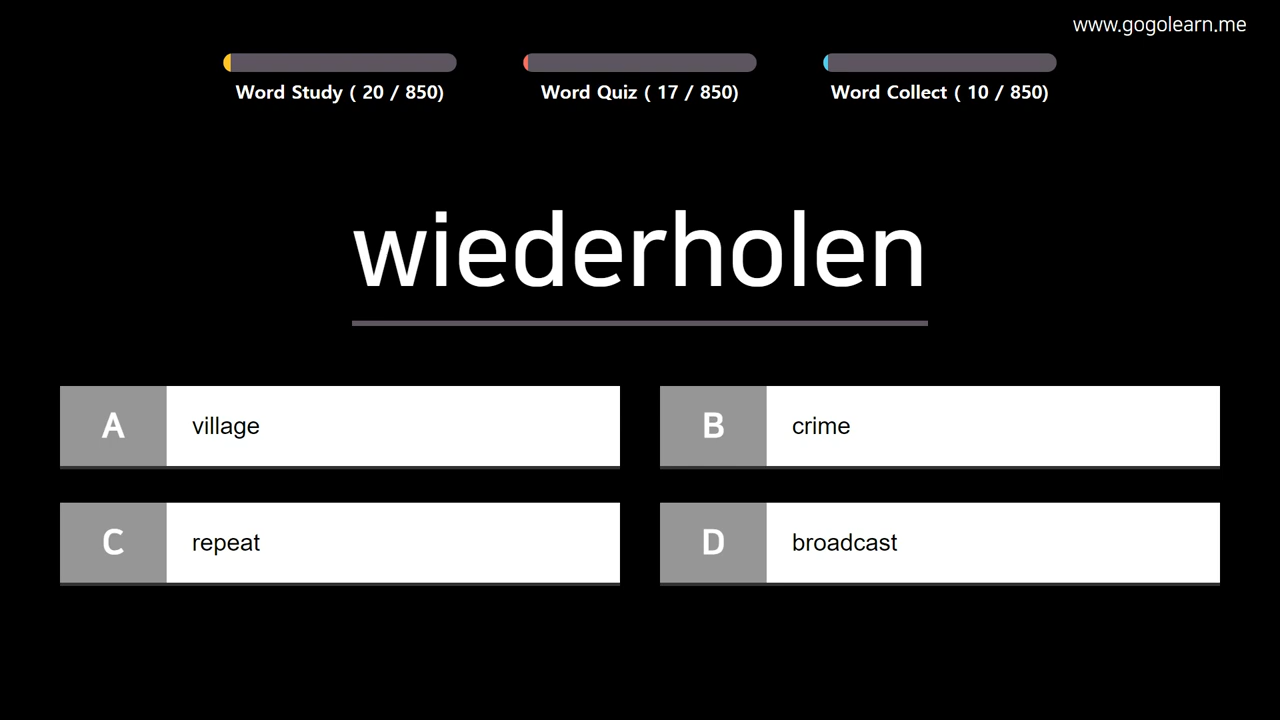 www.gogolearn.me
Word Study ( 20 / 850)
Word Quiz ( 17 / 850)
Word Collect ( 10 / 850)
wiederholen
A village
B crime
C repeat
D broadcast